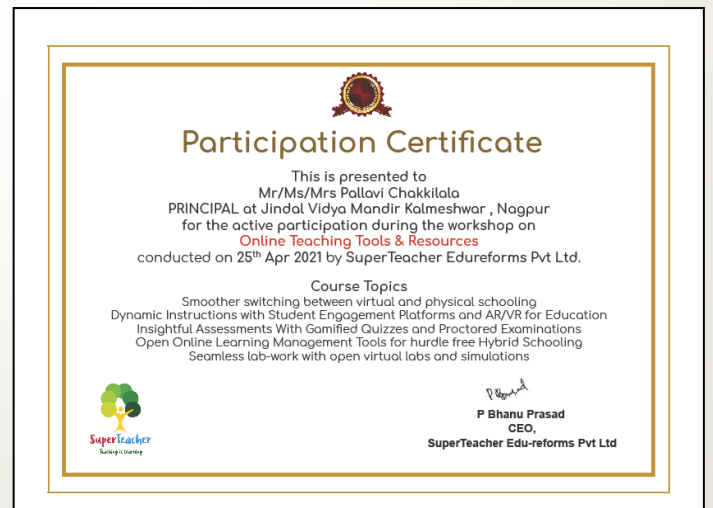 Participation Certificate
This is presented to
Mr/Ms/Mrs Pallavi Chakkilala
PRINCIPAL at Jindal Vidya Mandir Kalmeshwar , Nagpur
for the active participation during the workshop on
Online Teaching Tools & Resources
conducted on 25th Apr 2021 by SuperTeacher Edureforms Pvt Ltd.
Course Topics
Smoother switching between virtual and physical schooling
Dynamic Instructions with Student Engagement Platforms and AR/VR for Education
Insightful Assessments With Gamified Quizzes and Proctored Examinations
Open Online Learning Management Tools for hurdle free Hybrid Schooling
Seamless lab-work with open virtual labs and simulations
SuperTeacher
Teaching is Learning
P Bhanu Prasad
CEO,
SuperTeacher Edu-reforms Pvt Ltd